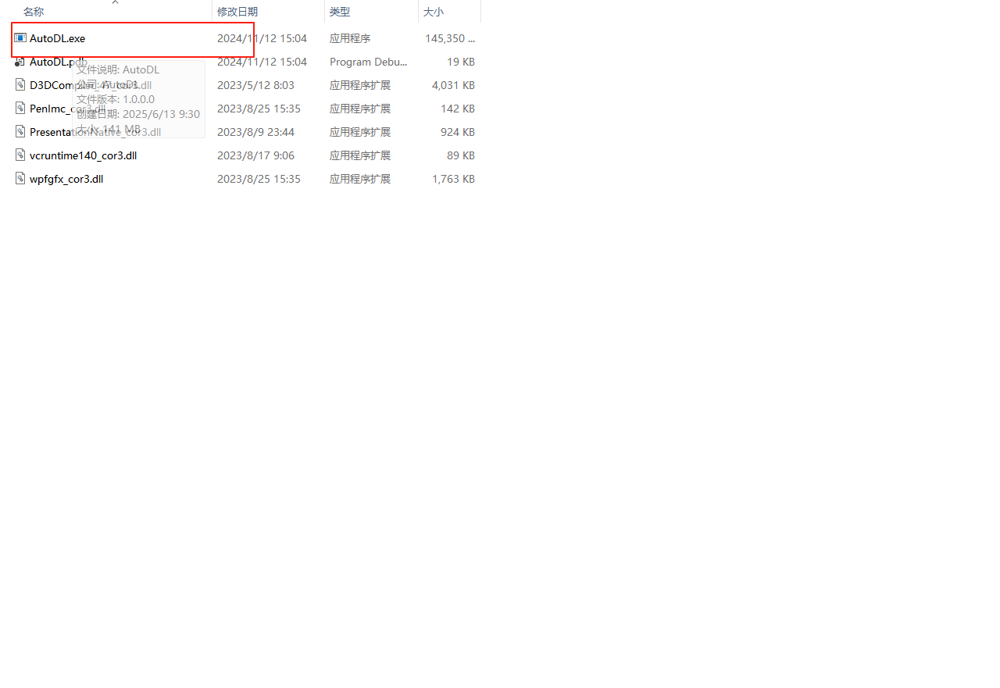 名称 修改日期 类型 大小
AutoDL.exe 2024/11/12 15:04 应用程序 145,350 ...
AutoDL.pdb 2024/11/12 15:04 Program Debu... 19 KB
文件说明: AutoDL
D3DCompiler_47_cor3.dll 2023/5/12 8:03 应用程序扩展 4,031 KB
公司: AutoDL
文件版本: 1.0.0.0
PenImc_cor3.dll 2023/8/25 15:35 应用程序扩展 142 KB
创建日期: 2025/6/13 9:30
大小: 141 MB
PresentationNative_cor3.dll 2023/8/9 23:44 应用程序扩展 924 KB
vcruntime140_cor3.dll 2023/8/17 9:06 应用程序扩展 89 KB
wpfgfx_cor3.dll 2023/8/25 15:35 应用程序扩展 1,763 KB